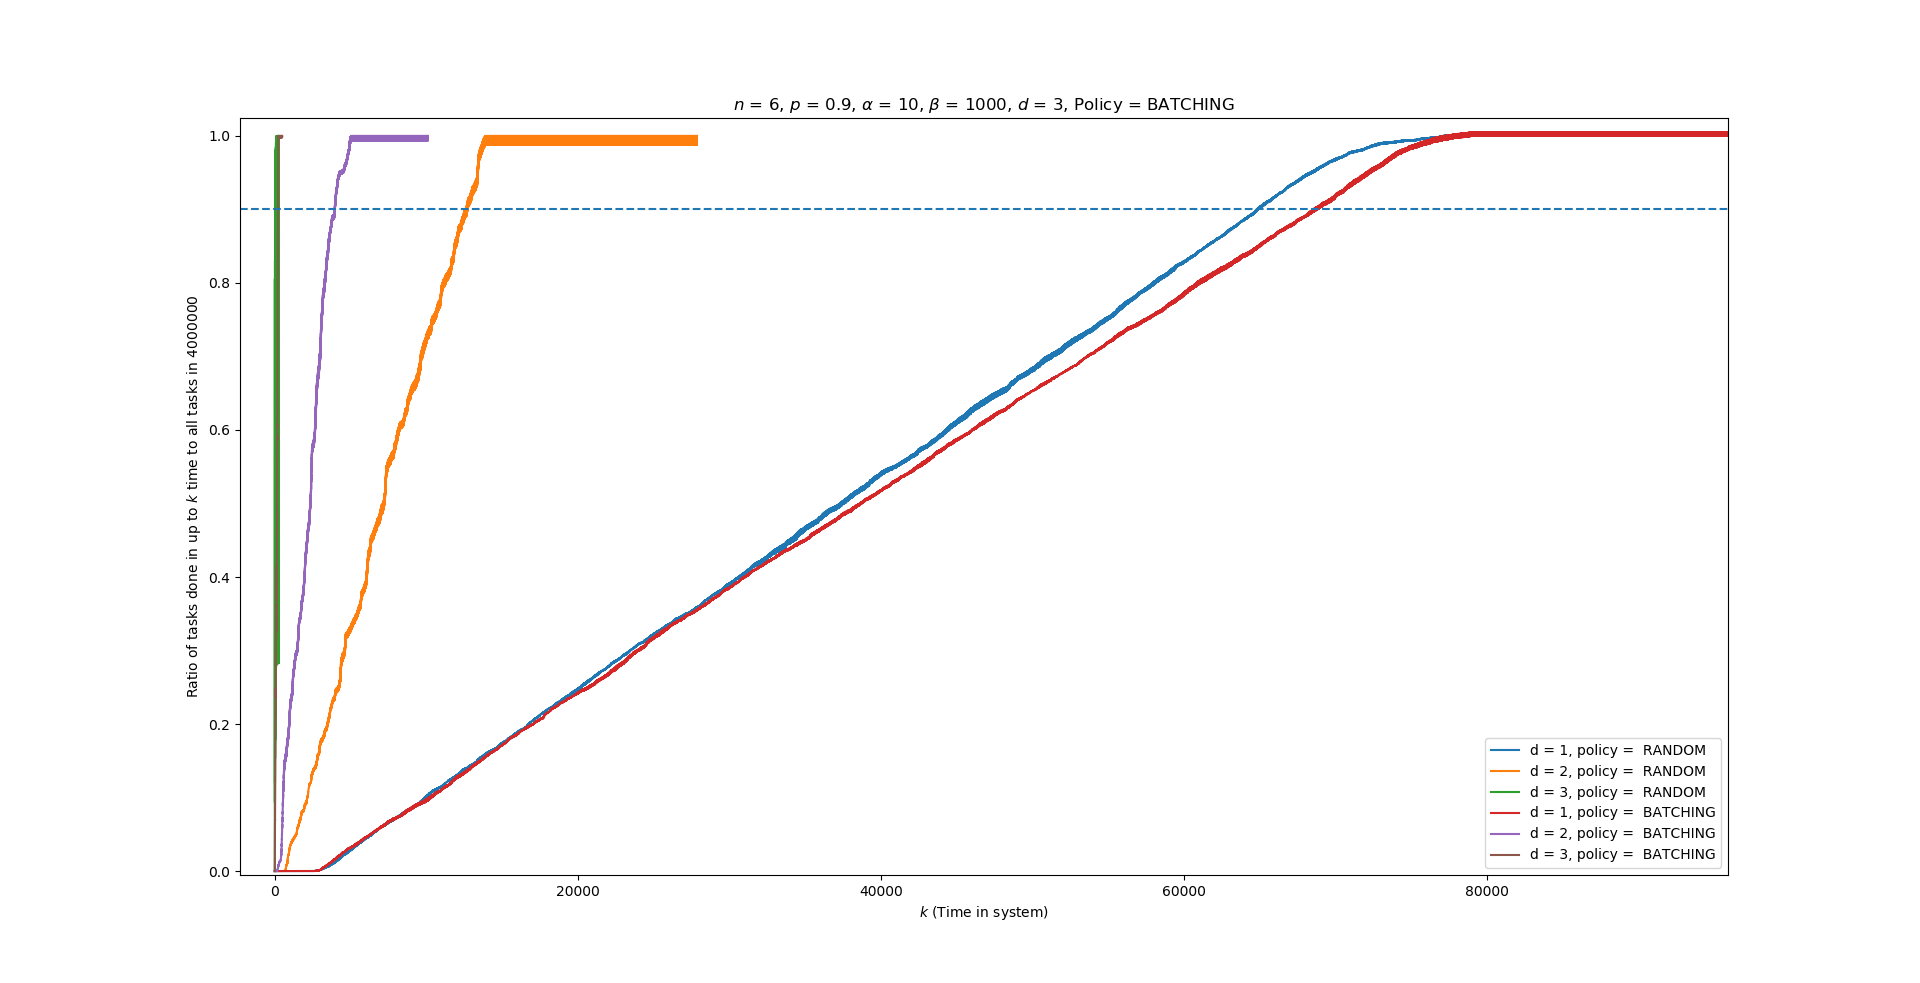 n = 6, p = 0.9, α = 10, β = 1000, d = 3, Policy = BATCHING
Ratio of tasks done in up to k time to all tasks in 4000000
1.0
0.8
0.6
0.4
0.2
0.0
0 20000 40000 60000 80000
k (Time in system)
d = 1, policy = RANDOM
d = 2, policy = RANDOM
d = 3, policy = RANDOM
d = 1, policy = BATCHING
d = 2, policy = BATCHING
d = 3, policy = BATCHING